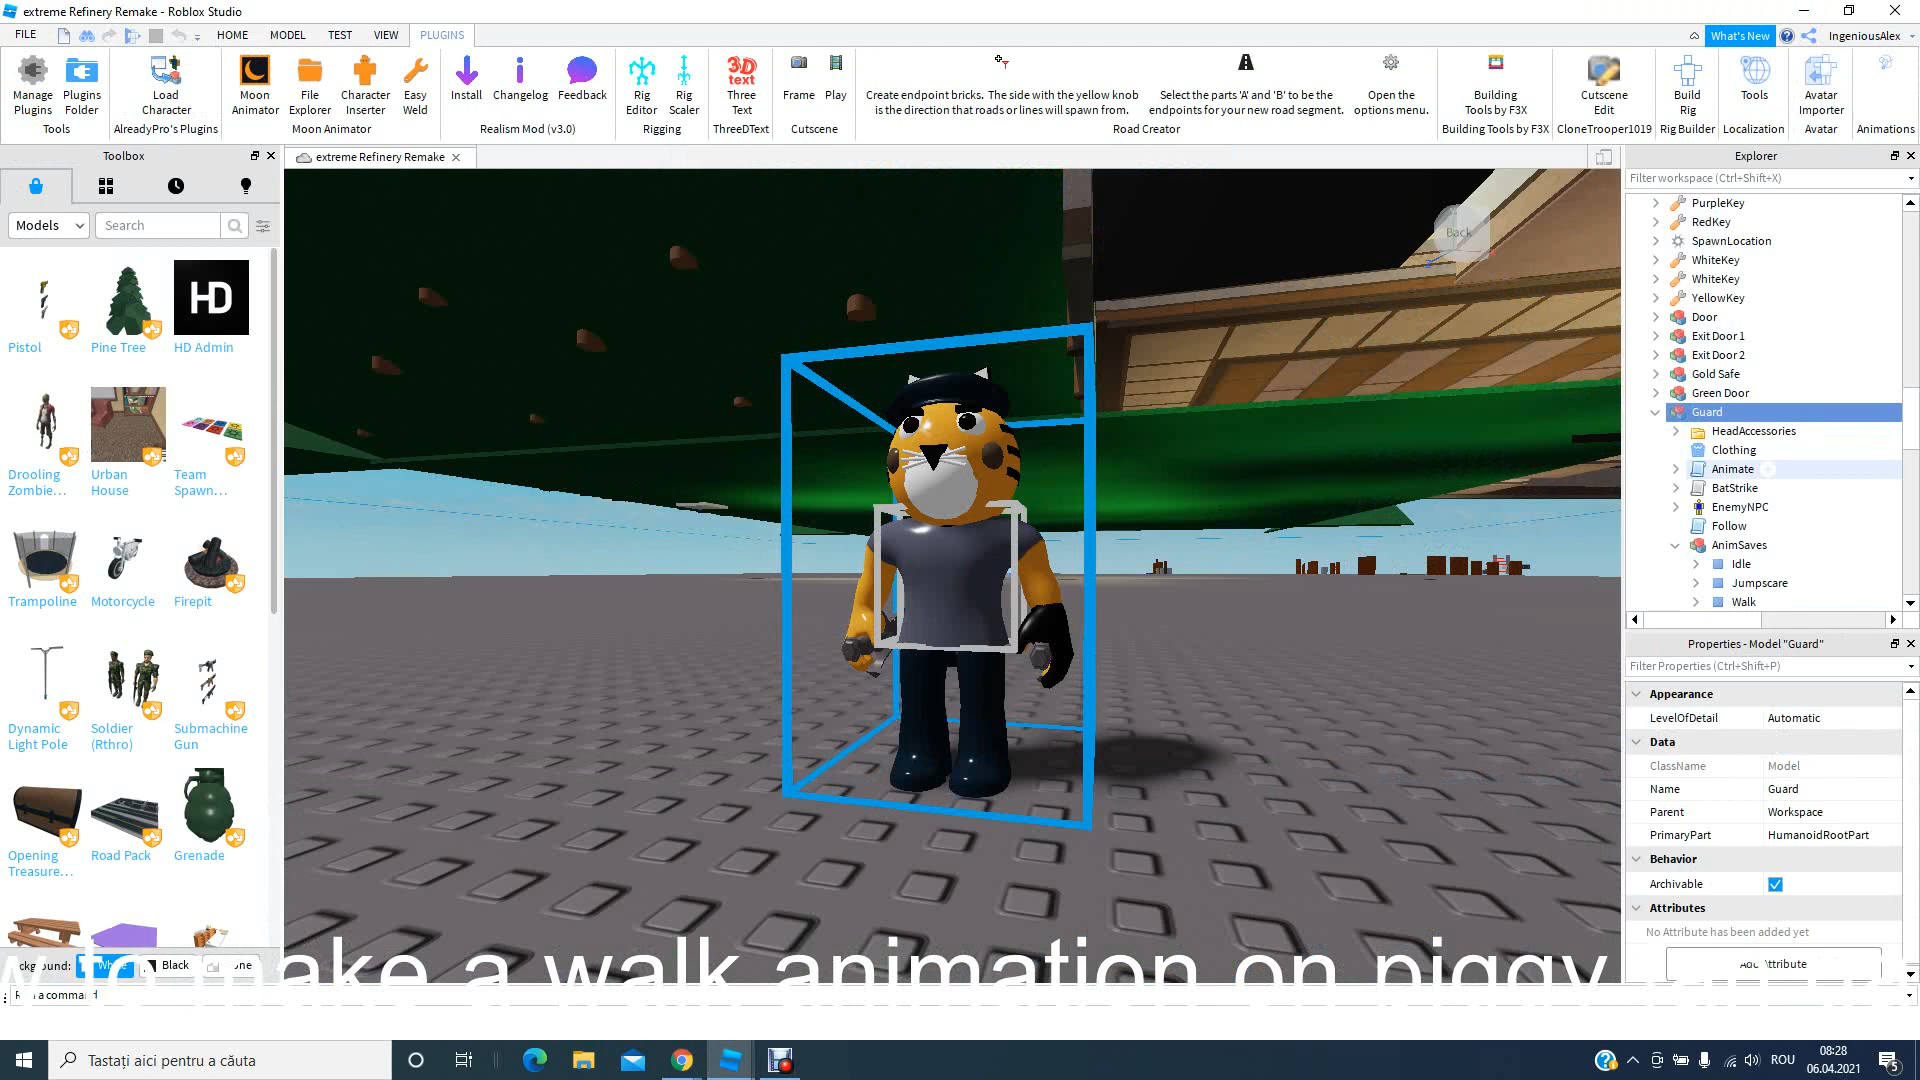 extreme Refinery Remake - Roblox Studio
FILE HOME MODEL TEST VIEW PLUGINS What's New IngeniousAlex
Manage Plugins
Plugins Folder
Tools
Load Character
AlreadyPro's Plugins
Moon Animator
File Explorer
Character Inserter
Easy Weld
Moon Animator
Install
Changelog
Feedback
Realism Mod (v3.0)
Rig Editor
Rig Scaler
Rigging
3D text
Three Text
ThreeDText
Frame
Play
Cutscene
Create endpoint bricks. The side with the yellow knob
is the direction that roads or lines will spawn from.
Select the parts 'A' and 'B' to be the
endpoints for your new road segment.
Open the
options menu.
Road Creator
Building
Tools by F3X
Building Tools by F3X
Cutscene
Edit
CloneTrooper1019
Build
Rig
Rig Builder
Tools
Localization
Avatar
Importer
Avatar
Animations
Toolbox
Models
Search
Pistol
Pine Tree
HD
HD Admin
Drooling
Zombie...
Urban
House
Team
Spawn...
Trampoline
Motorcycle
Firepit
Dynamic
Light Pole
Soldier
(Rthro)
Submachine
Gun
Opening
Treasure...
Road Pack
Grenade
extreme Refinery Remake
Back
Explorer
Filter workspace (Ctrl+Shift+X)
PurpleKey
RedKey
SpawnLocation
WhiteKey
WhiteKey
YellowKey
Door
Exit Door 1
Exit Door 2
Gold Safe
Green Door
Guard
HeadAccessories
Clothing
Animate
BatStrike
EnemyNPC
Follow
AnimSaves
Idle
Jumpscare
Walk
Properties - Model "Guard"
Filter Properties (Ctrl+Shift+P)
Appearance
LevelOfDetail Automatic
Data
ClassName Model
Name Guard
Parent Workspace
PrimaryPart HumanoidRootPart
Behavior
Archivable
Attributes
No Attribute has been added yet
Black
make a walk animation on piggy
Tastați aici pentru a căuta
ROU
08:28
06.04.2021
5